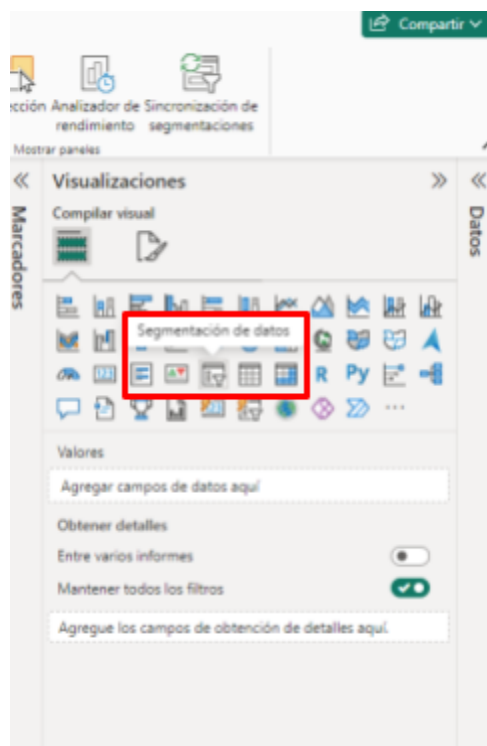 Compartir
cción Analizador de Sincronización de
rendimiento segmentaciones
Mostrar paneles
Marcadores
Visualizaciones
Datos
Compilar visual
Segmentación de datos
123
R Py
Valores
Agregar campos de datos aquí
Obtener detalles
Entre varios informes
Mantener todos los filtros
Agregue los campos de obtención de detalles aquí.